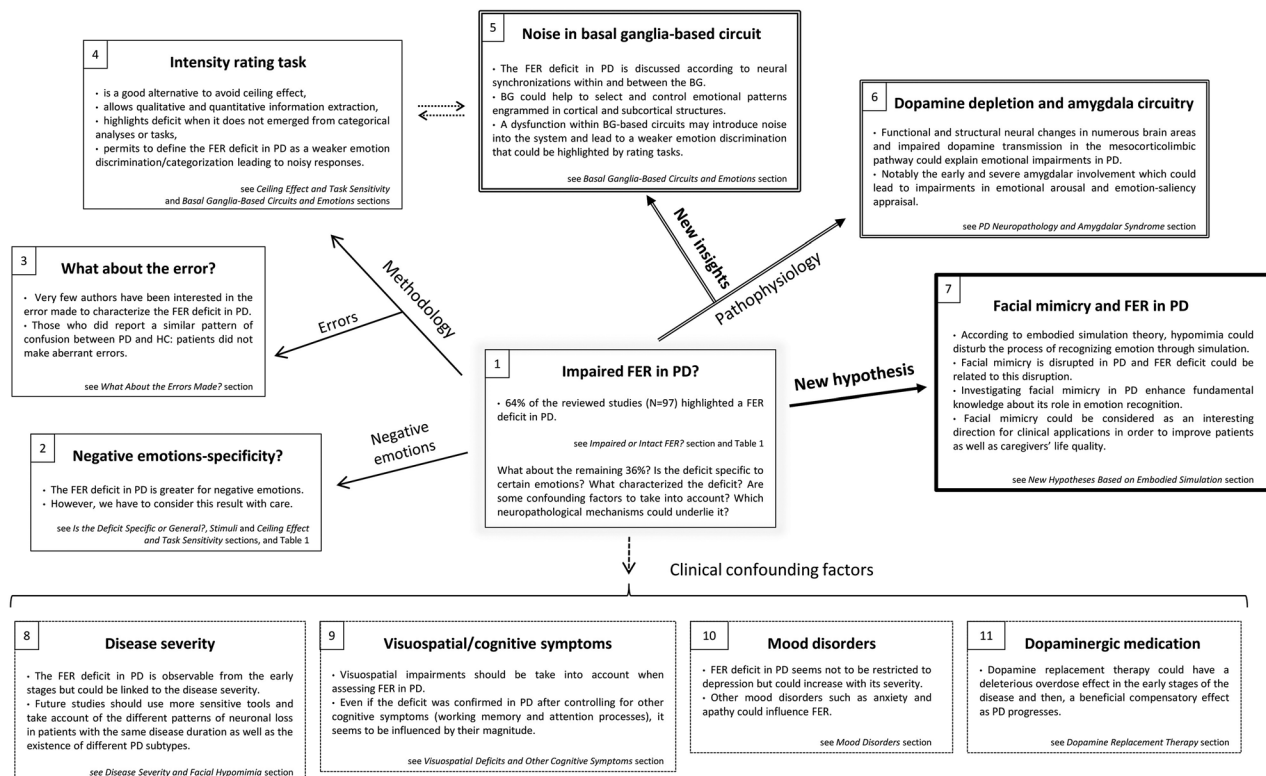 1
Impaired FER in PD?
• 64% of the reviewed studies (N=97) highlighted a FER
deficit in PD.
see Impaired or Intact FER? section and Table 1
What about the remaining 36%? Is the deficit specific to
certain emotions? What characterized the deficit? Are
some confounding factors to take into account? Which
neuropathological mechanisms could underlie it?
Negative
emotions
2
Negative emotions-specificity?
• The FER deficit in PD is greater for negative emotions.
• However, we have to consider this result with care.
see Is the Deficit Specific or General?, Stimuli and Ceiling Effect
and Task Sensitivity sections, and Table 1
Methodology
Errors
3
What about the error?
• Very few authors have been interested in the
error made to characterize the FER deficit in PD.
• Those who did report a similar pattern of
confusion between PD and HC: patients did not
make aberrant errors.
see What About the Errors Made? section
4
Intensity rating task
• is a good alternative to avoid ceiling effect,
• allows qualitative and quantitative information extraction,
• highlights deficit when it does not emerged from categorical
analyses or tasks,
• permits to define the FER deficit in PD as a weaker emotion
discrimination/categorization leading to noisy responses.
see Ceiling Effect and Task Sensitivity
and Basal Ganglia-Based Circuits and Emotions sections
New insights
Pathophysiology
5
Noise in basal ganglia-based circuit
• The FER deficit in PD is discussed according to neural
synchronizations within and between the BG.
• BG could help to select and control emotional patterns
engrammed in cortical and subcortical structures.
• A dysfunction within BG-based circuits may introduce noise
into the system and lead to a weaker emotion discrimination
that could be highlighted by rating tasks.
see Basal Ganglia-Based Circuits and Emotions section
6
Dopamine depletion and amygdala circuitry
• Functional and structural neural changes in numerous brain areas
and impaired dopamine transmission in the mesocorticolimbic
pathway could explain emotional impairments in PD.
• Notably the early and severe amygdalar involvement which could
lead to impairments in emotional arousal and emotion-saliency
appraisal.
see PD Neuropathology and Amygdalar Syndrome section
New hypothesis
7
Facial mimicry and FER in PD
• According to embodied simulation theory, hypomimia could
disturb the process of recognizing emotion through simulation.
• Facial mimicry is disrupted in PD and FER deficit could be
related to this disruption.
• Investigating facial mimicry in PD enhance fundamental
knowledge about its role in emotion recognition.
• Facial mimicry could be considered as an interesting
direction for clinical applications in order to improve patients
as well as caregivers’ life quality.
see New Hypotheses Based on Embodied Simulation section
Clinical confounding factors
8
Disease severity
• The FER deficit in PD is observable from the early
stages but could be linked to the disease severity.
• Future studies should use more sensitive tools and
take account of the different patterns of neuronal loss
in patients with the same disease duration as well as the
existence of different PD subtypes.
see Disease Severity and Facial Hypomimia section
9
Visuospatial/cognitive symptoms
• Visuospatial impairments should be take into account when
assessing FER in PD.
• Even if the deficit was confirmed in PD after controlling for other
cognitive symptoms (working memory and attention processes), it
seems to be influenced by their magnitude.
see Visuospatial Deficits and Other Cognitive Symptoms section
10
Mood disorders
• FER deficit in PD seems not to be restricted to
depression but could increase with its severity.
• Other mood disorders such as anxiety and
apathy could influence FER.
see Mood Disorders section
11
Dopaminergic medication
• Dopamine replacement therapy could have a
deleterious overdose effect in the early stages of the
disease and then, a beneficial compensatory effect
as PD progresses.
see Dopamine Replacement Therapy section